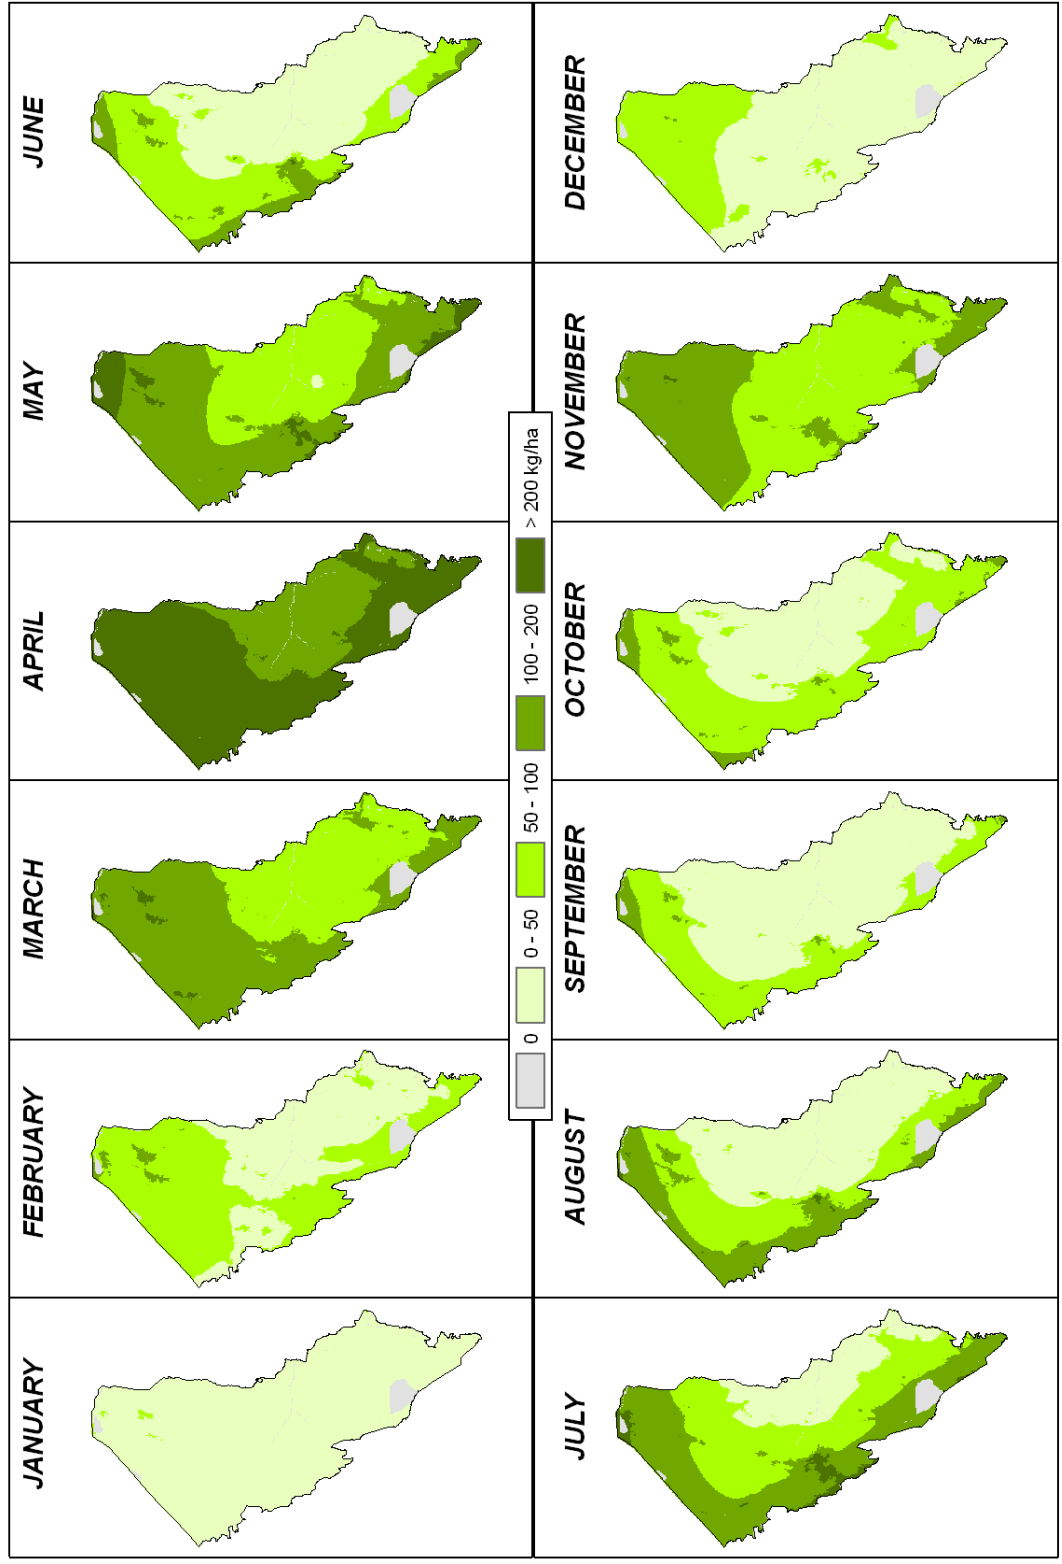 JANUARY
FEBRUARY
MARCH
APRIL
MAY
JUNE
0
0 - 50
50 - 100
100 - 200
> 200 kg/ha
JULY
AUGUST
SEPTEMBER
OCTOBER
NOVEMBER
DECEMBER